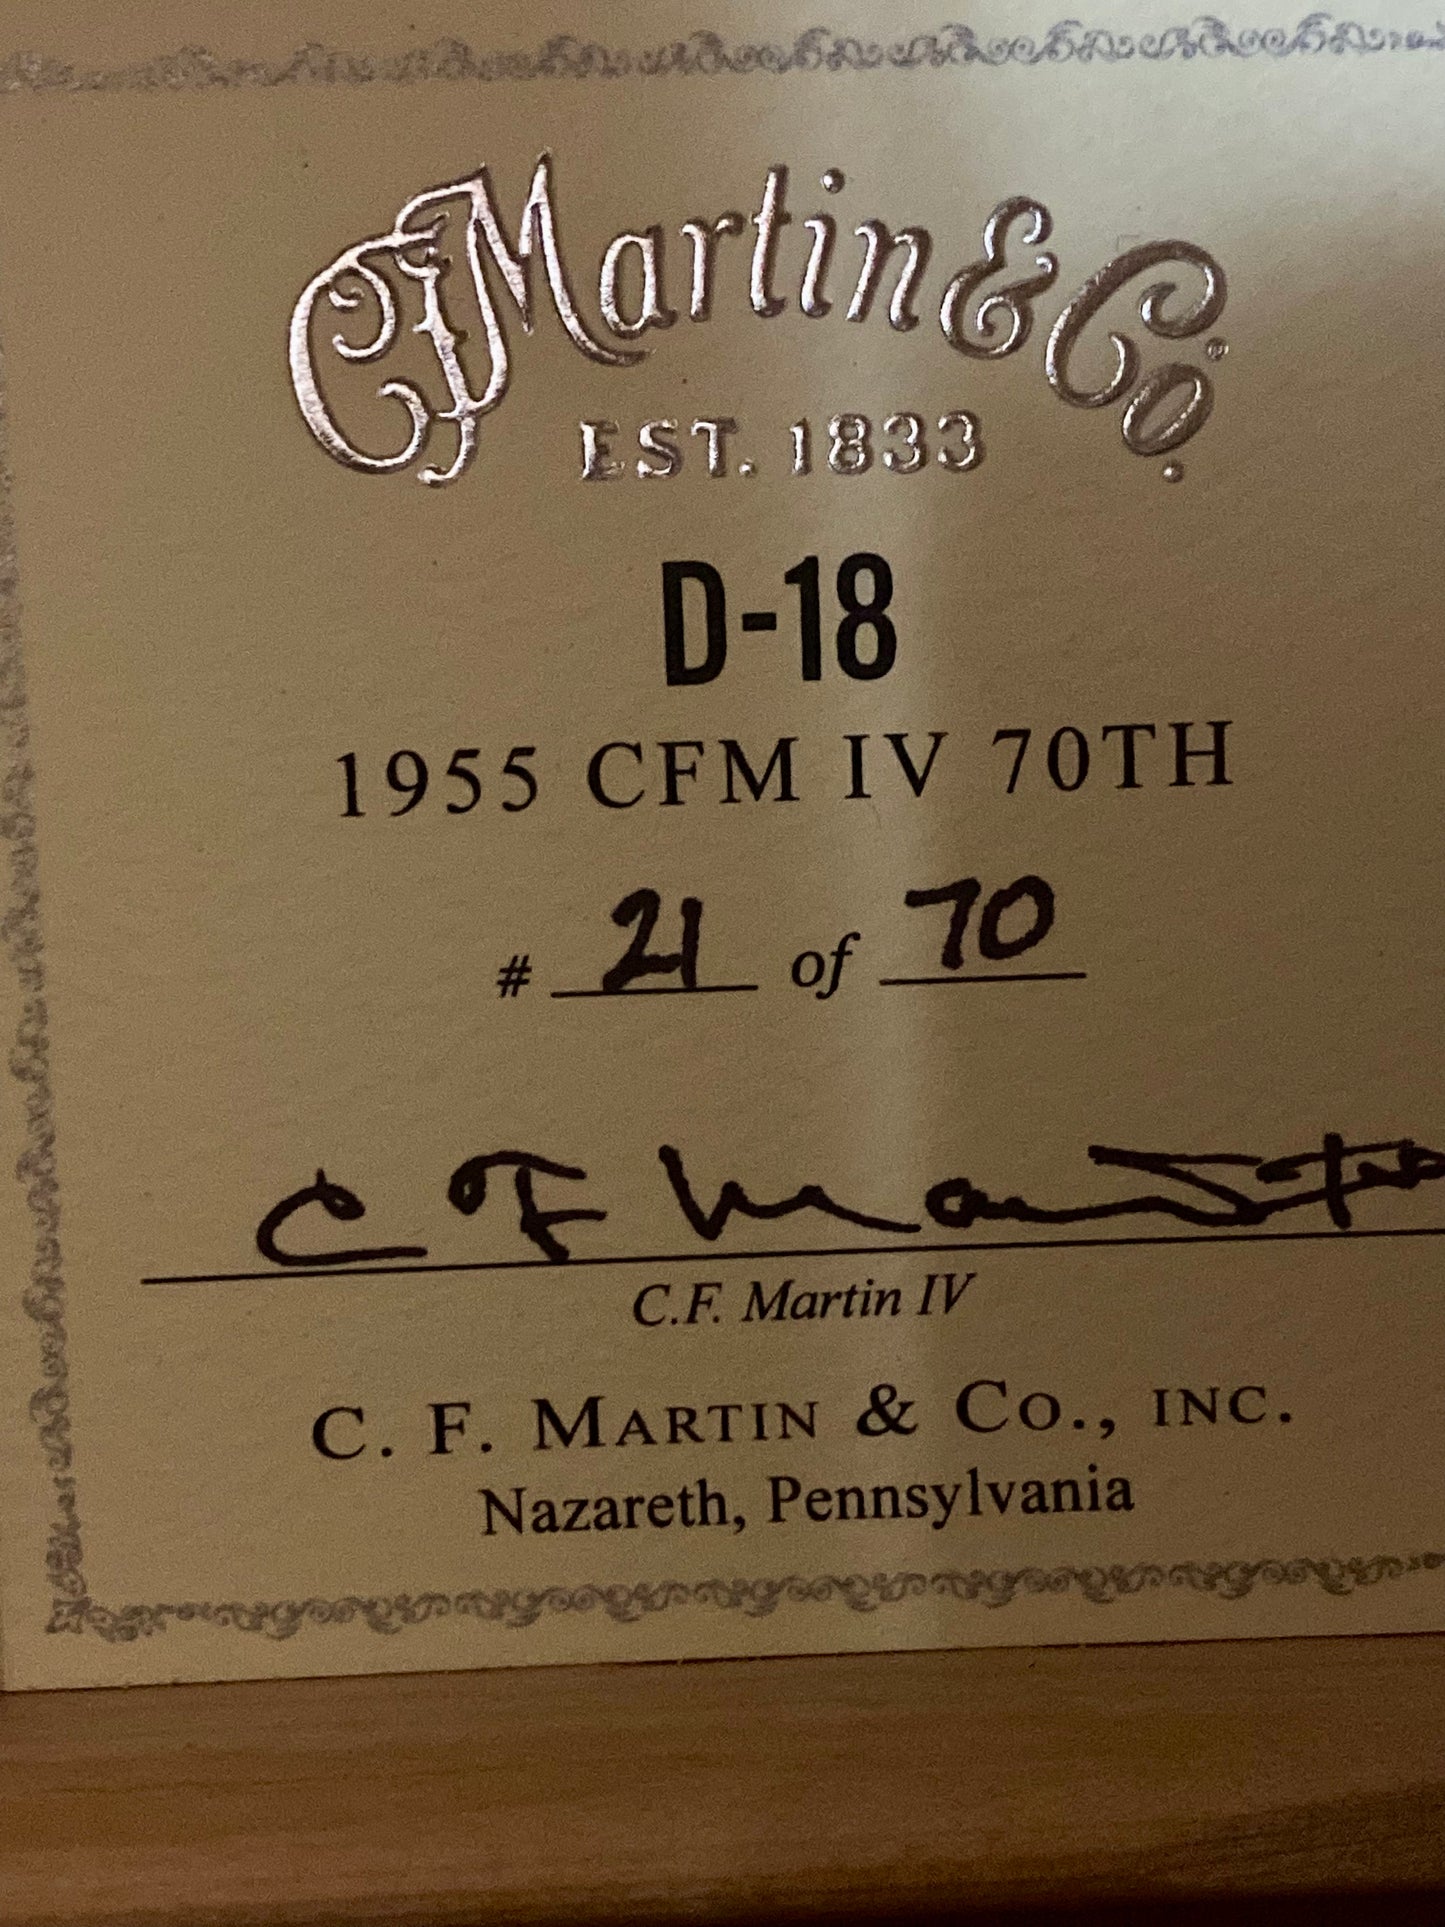 CFMartin & Co.
EST. 1833
D-18
1955 CFM IV 70TH
# 21 of 70
C F Martin
C.F. Martin IV
C. F. MARTIN & CO., INC.
Nazareth, Pennsylvania